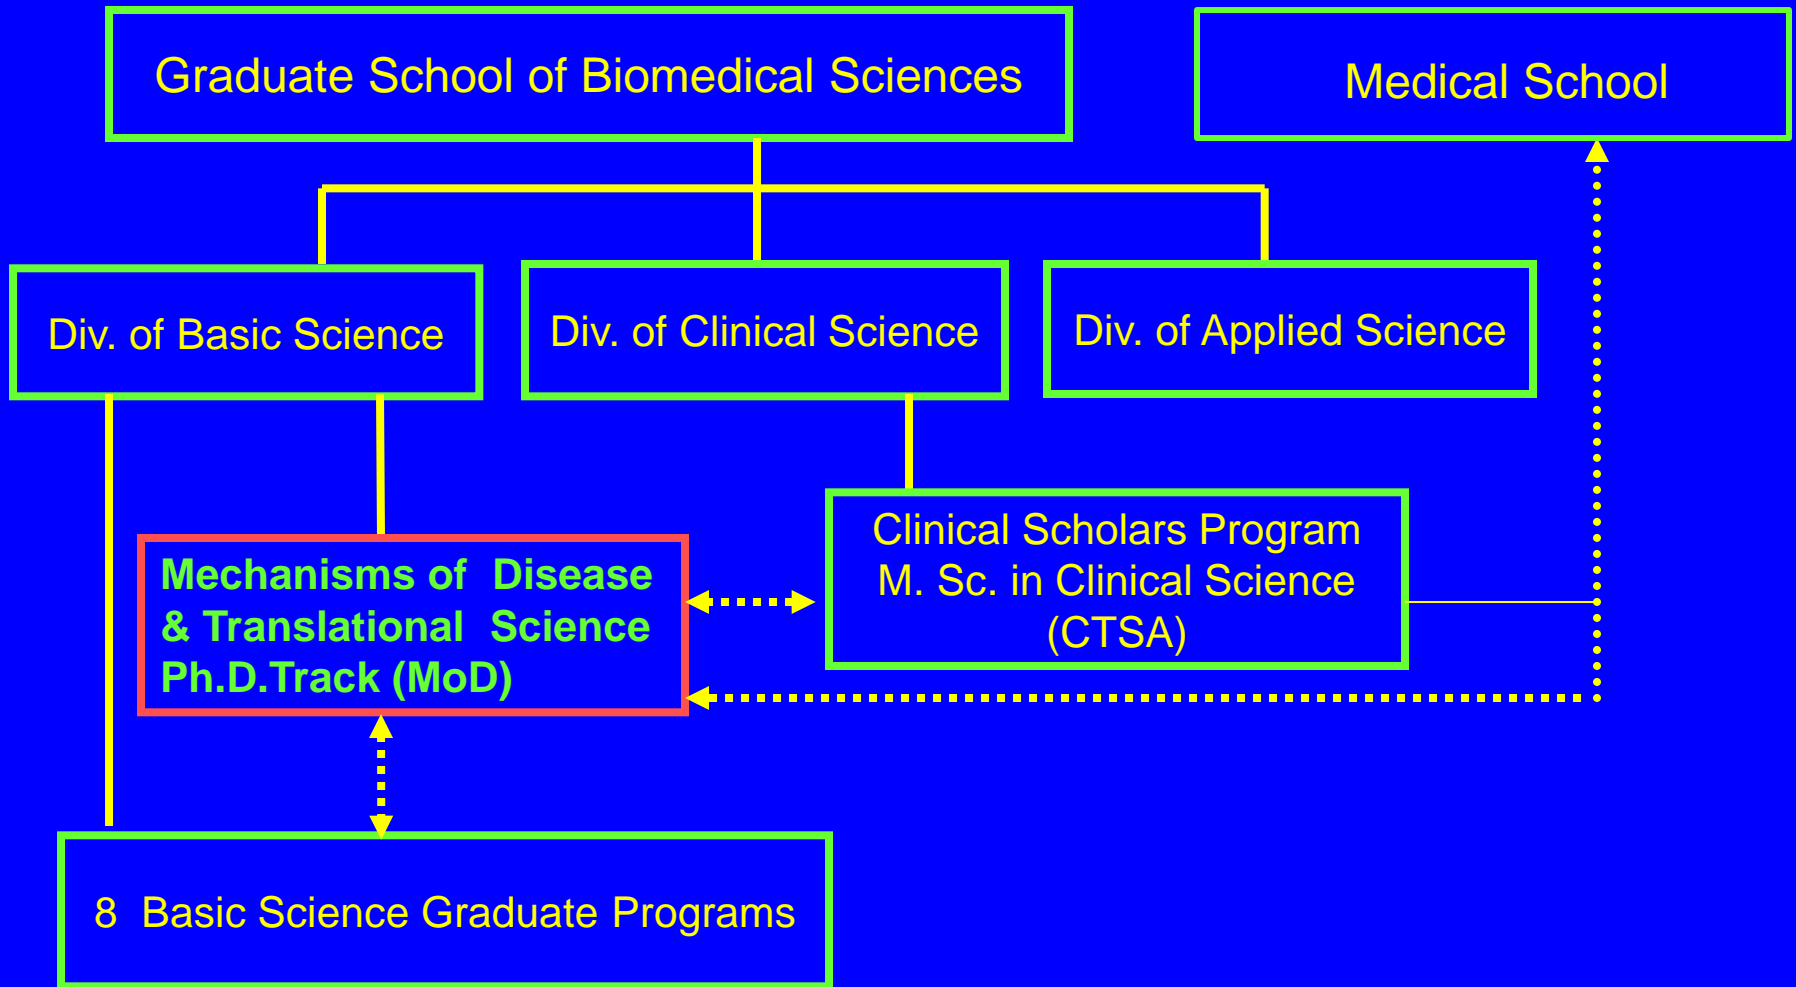 Graduate School of Biomedical Sciences
Medical School
Div. of Basic Science
Div. of Clinical Science
Div. of Applied Science
Mechanisms of Disease
& Translational Science
Ph.D.Track (MoD)
Clinical Scholars Program
M. Sc. in Clinical Science
(CTSA)
8 Basic Science Graduate Programs